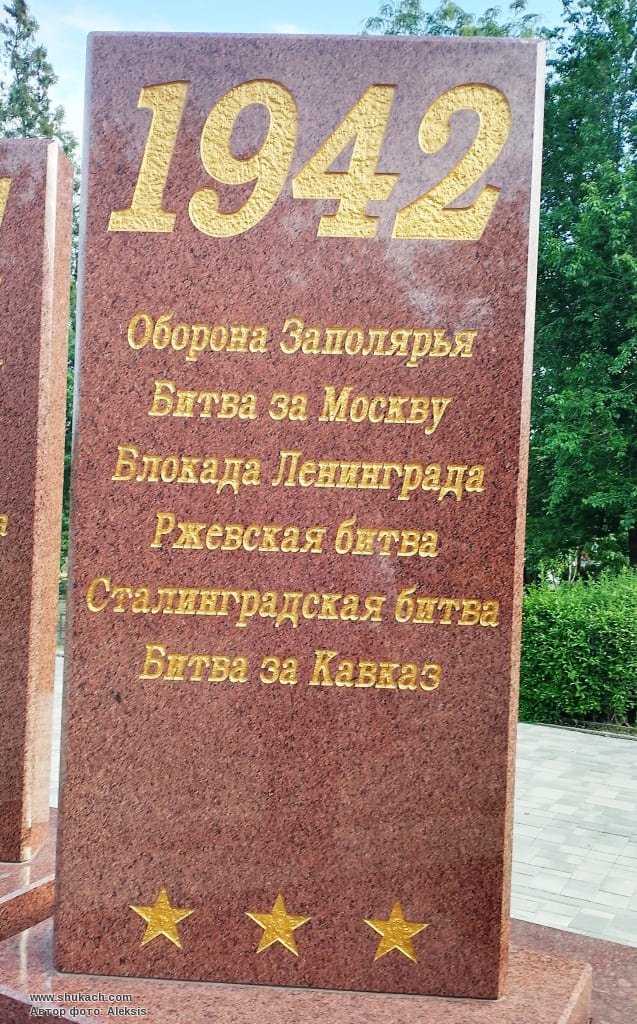 1942
Оборона Заполярья
Битва за Москву
Блокада Ленинграда
Ржевская битва
Сталинградская битва
Битва за Кавказ
www.shukach.com
Автор фото: Aleksis